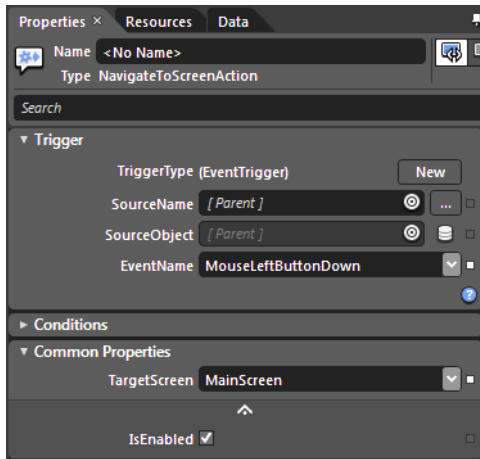 Properties × Resources Data
Name <No Name>
Type NavigateToScreenAction
Search
Trigger
TriggerType (EventTrigger) New
SourceName [ Parent ] ...
SourceObject [ Parent ]
EventName MouseLeftButtonDown
?
Conditions
Common Properties
TargetScreen MainScreen
IsEnabled